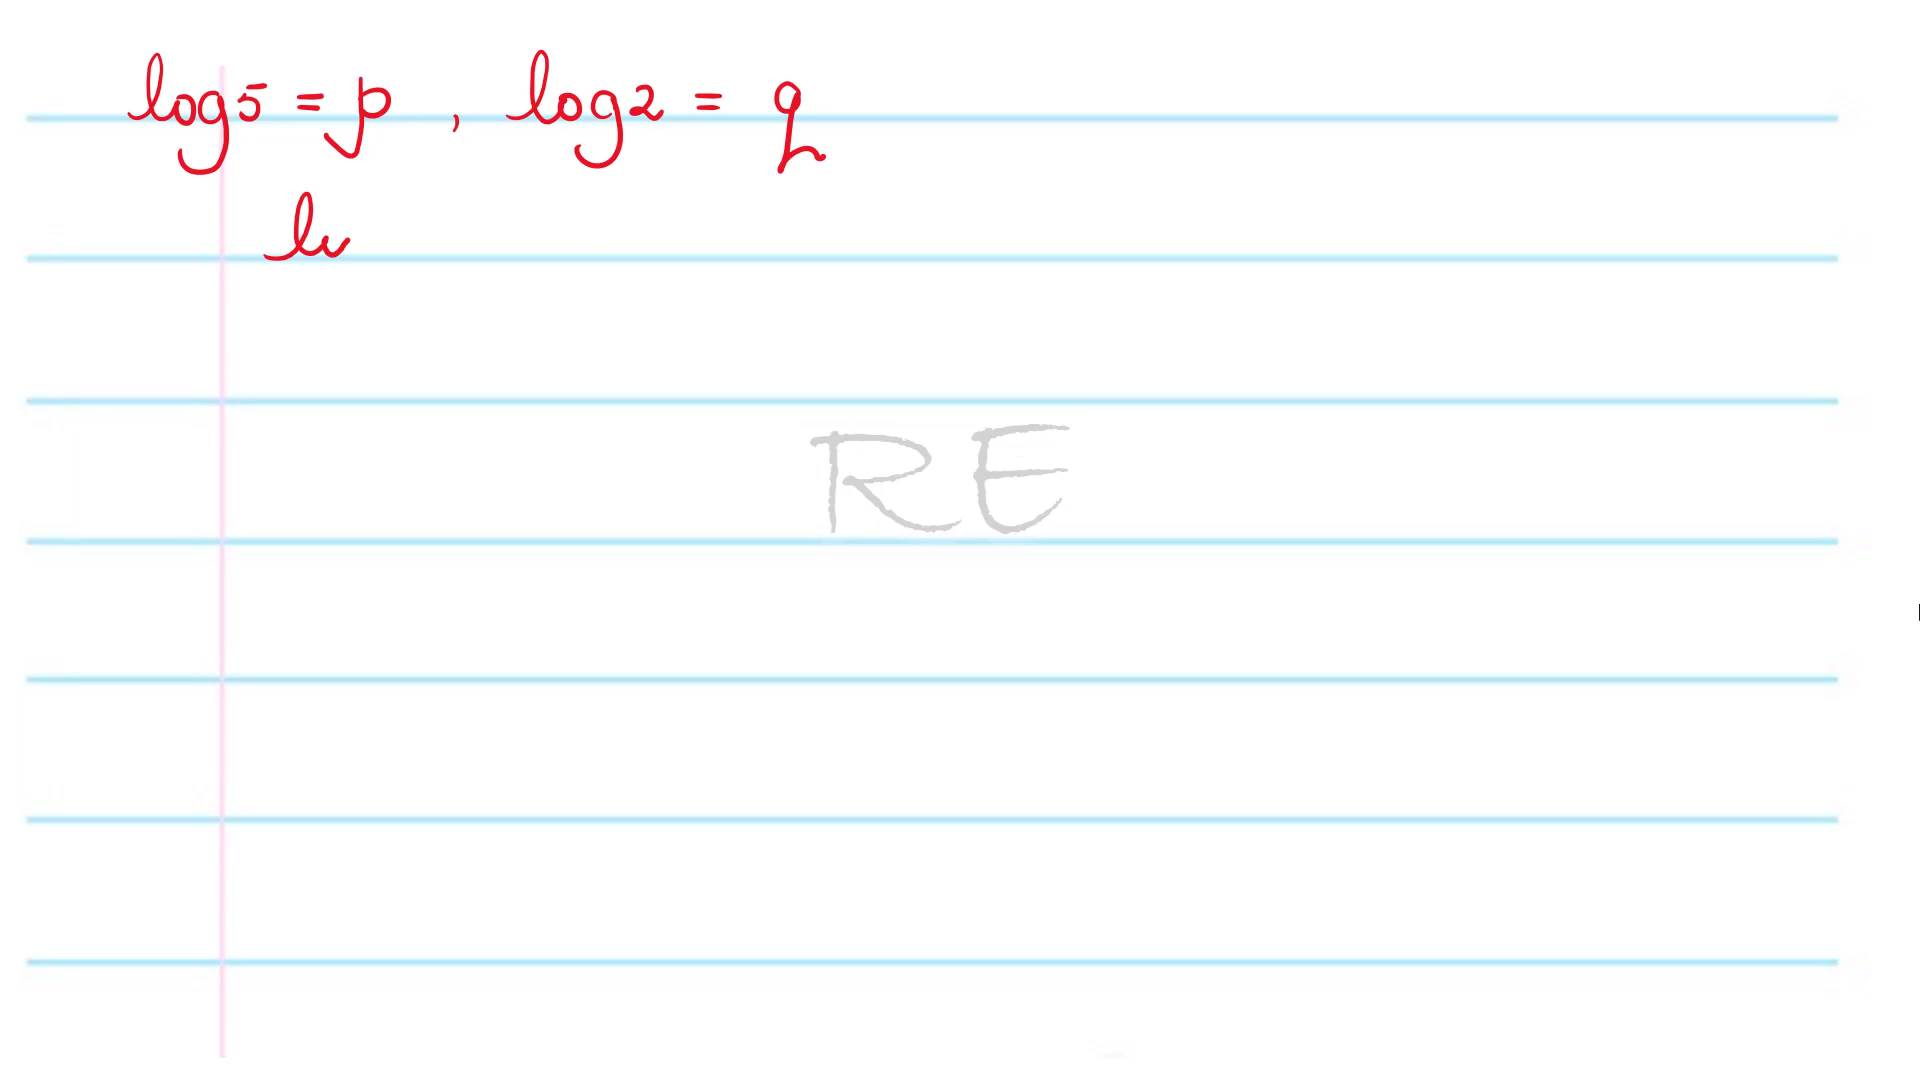 log5 = p , log2 = q
RE